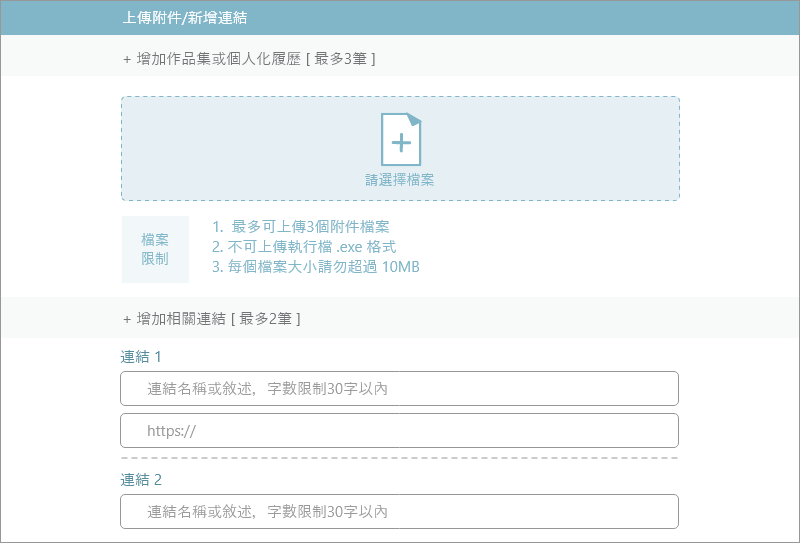 上傳附件/新增連結
+ 增加作品集或個人化履歷 [ 最多3筆 ]
請選擇檔案
檔案
限制
1. 最多可上傳3個附件檔案
2. 不可上傳執行檔 .exe 格式
3. 每個檔案大小請勿超過 10MB
+ 增加相關連結 [ 最多2筆 ]
連結 1
連結名稱或敘述，字數限制30字以內
https://
連結 2
連結名稱或敘述，字數限制30字以內